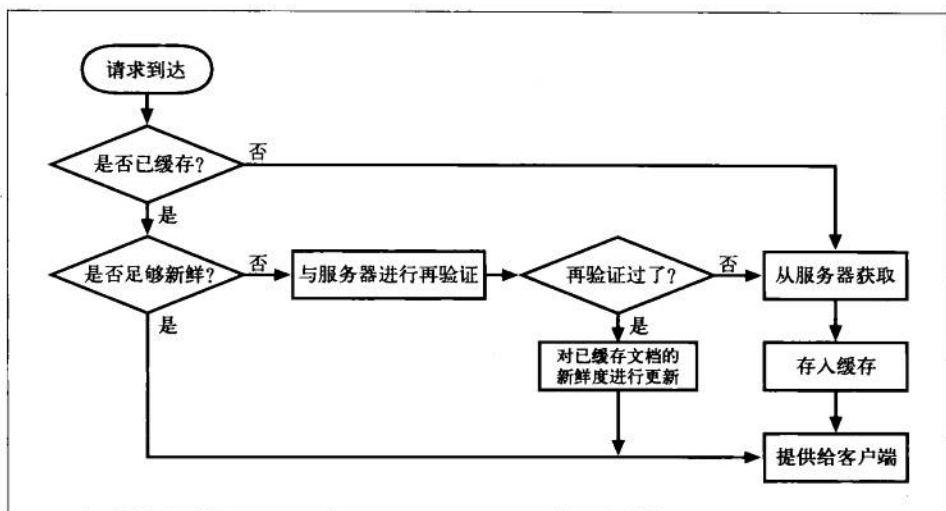 请求到达
是否已缓存?
否
是
是否足够新鲜?
否
与服务器进行再验证
再验证过了?
否
从服务器获取
是
是
对已缓存文档的
新鲜度进行更新
存入缓存
提供给客户端